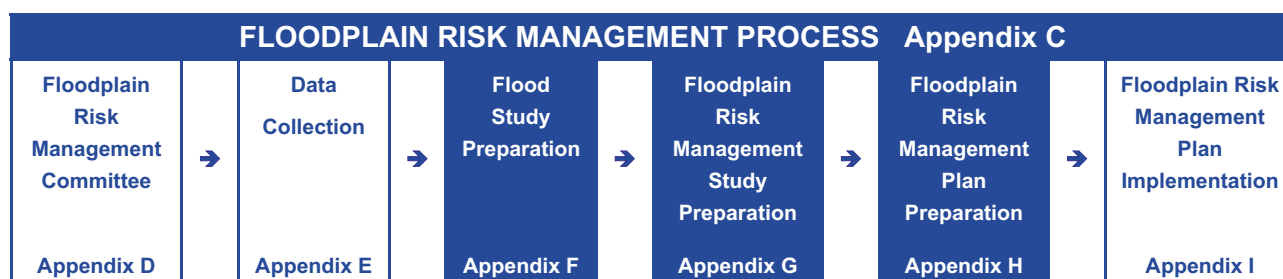 FLOODPLAIN RISK MANAGEMENT PROCESS Appendix C
Floodplain
Risk
Management
Committee
Appendix D
➔
Data
Collection
Appendix E
➔
Flood
Study
Preparation
Appendix F
➔
Floodplain
Risk
Management
Study
Preparation
Appendix G
➔
Floodplain
Risk
Management
Plan
Preparation
Appendix H
➔
Floodplain Risk
Management
Plan
Implementation
Appendix I